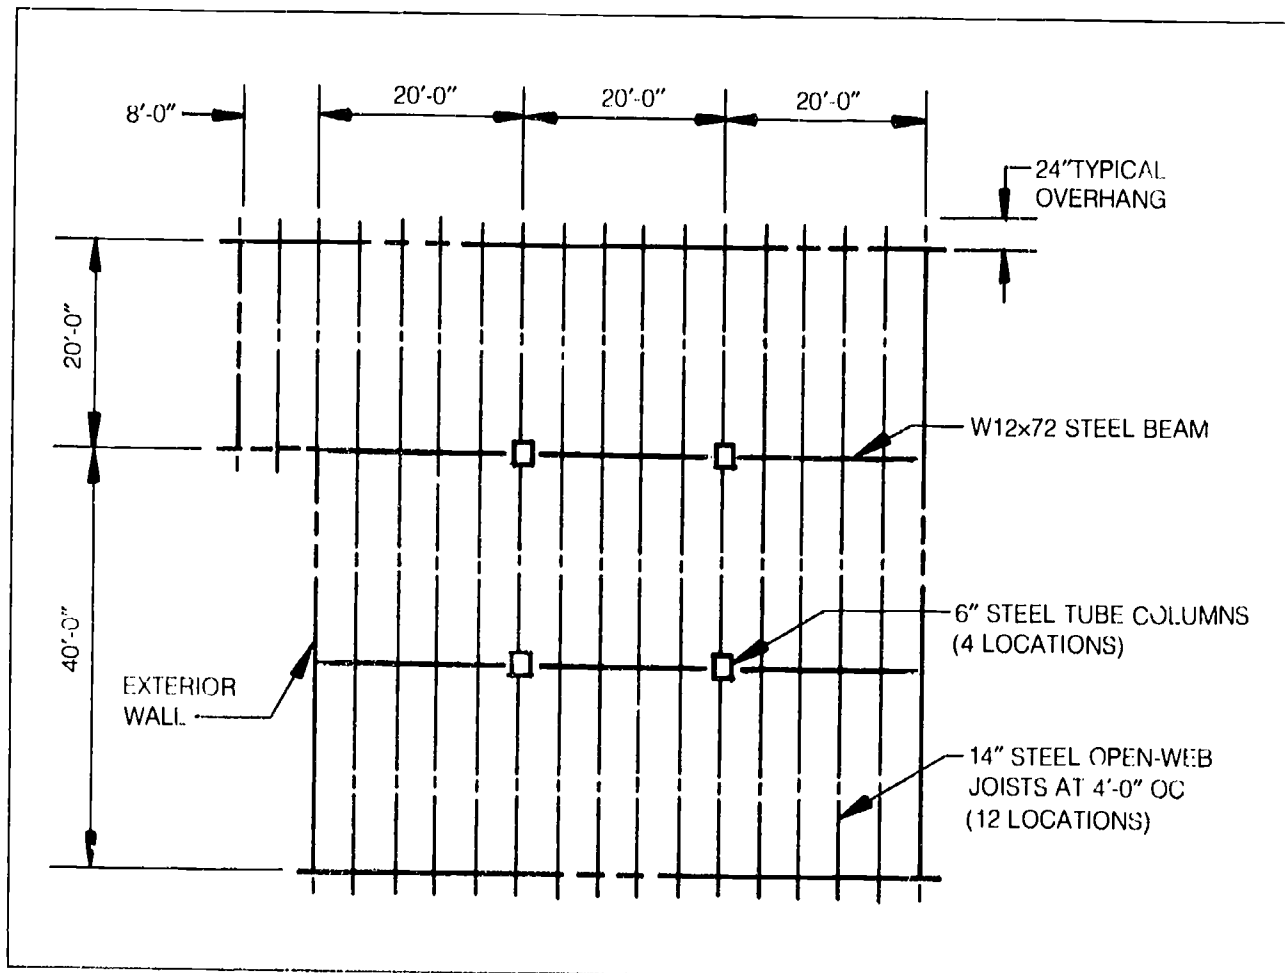 8'-0"
20'-0"
20'-0"
20'-0"
24" TYPICAL
OVERHANG
20'-0"
W12x72 STEEL BEAM
40'-0"
6" STEEL TUBE COLUMNS
(4 LOCATIONS)
EXTERIOR
WALL
14" STEEL OPEN-WEB
JOISTS AT 4'-0" OC
(12 LOCATIONS)